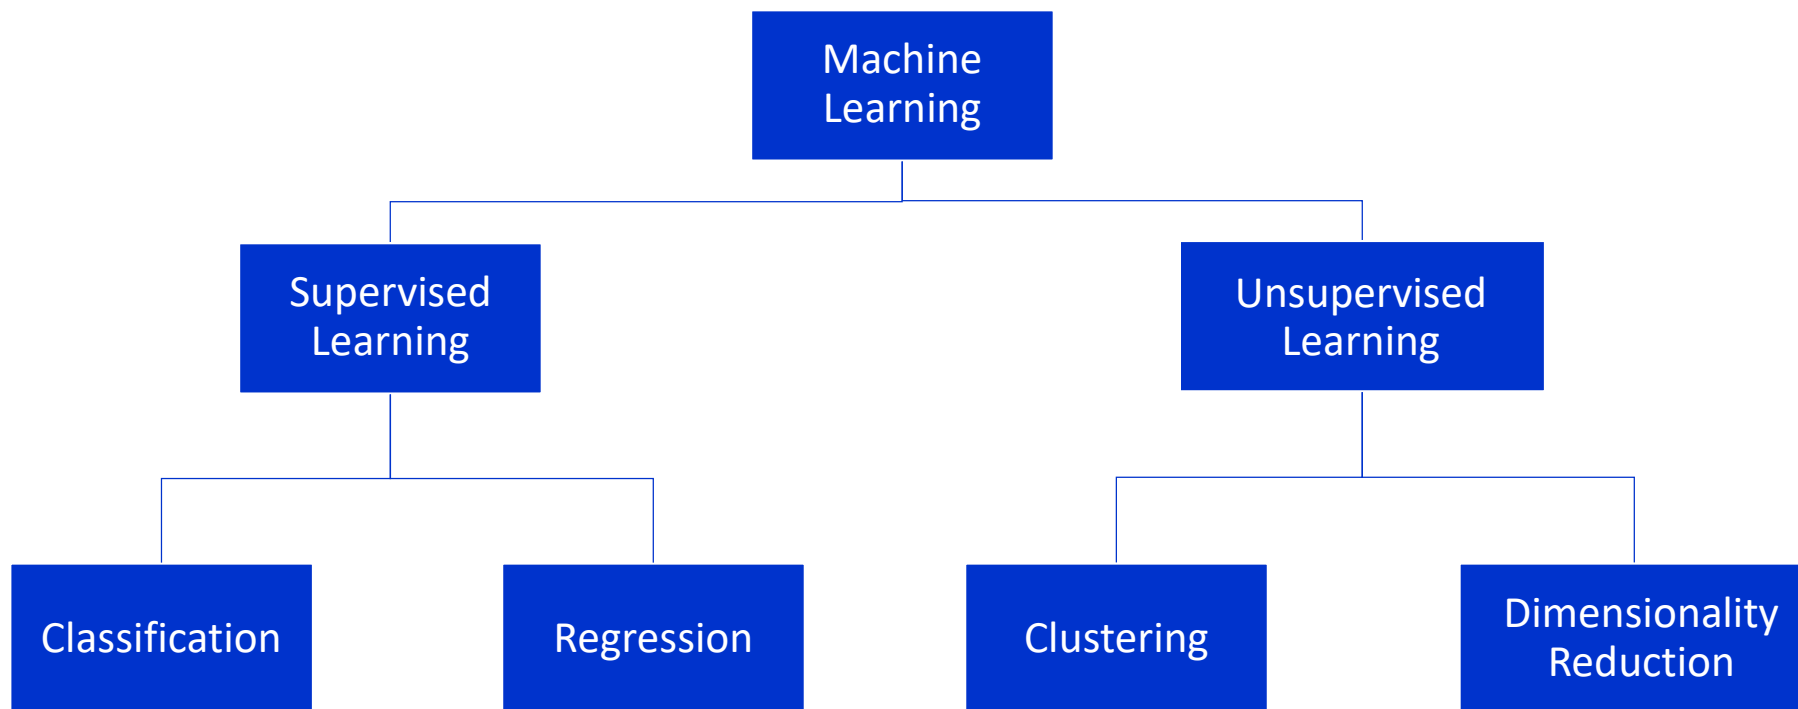 Machine
Learning
Supervised
Learning
Unsupervised
Learning
Classification
Regression
Clustering
Dimensionality
Reduction